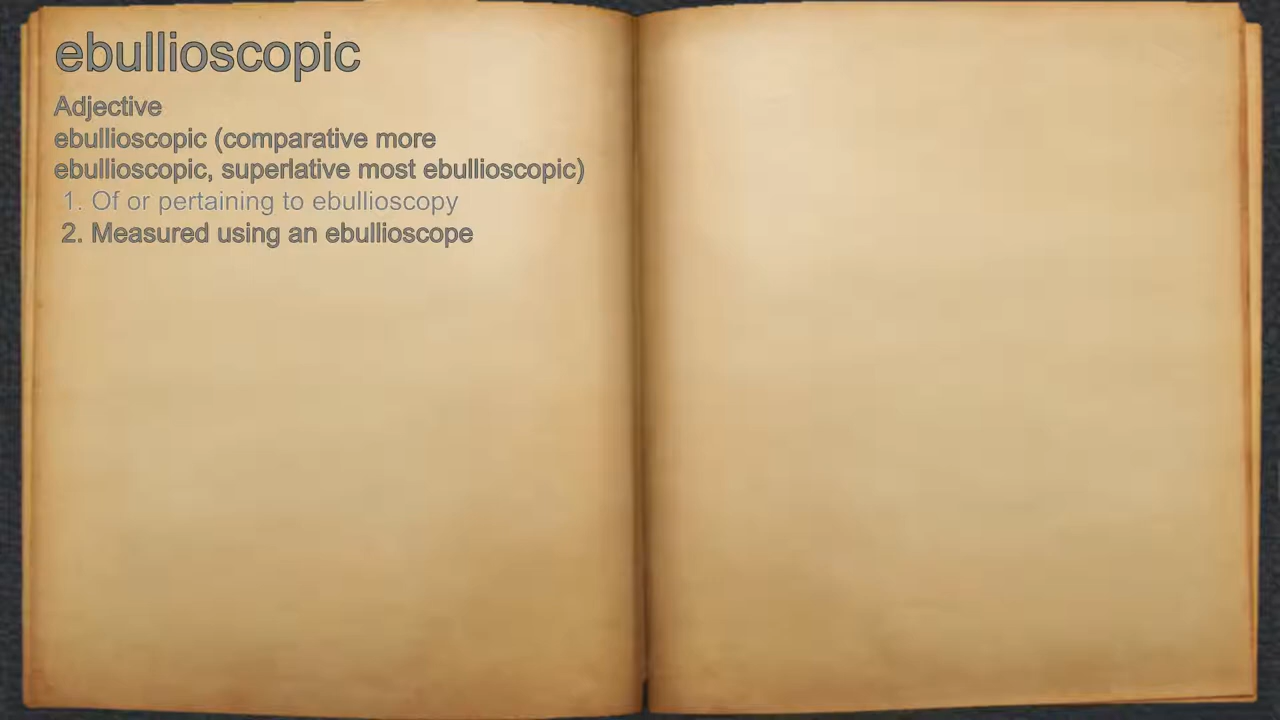 ebullioscopic
Adjective
ebullioscopic (comparative more
ebullioscopic, superlative most ebullioscopic)
1. Of or pertaining to ebullioscopy
2. Measured using an ebullioscope